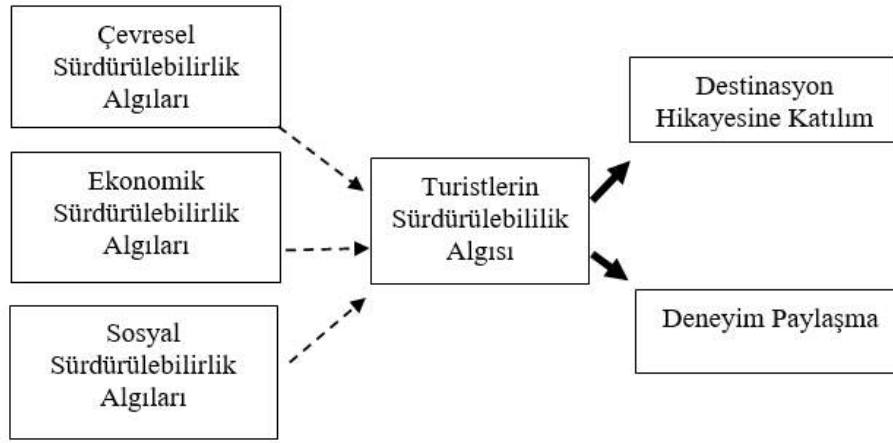 Çevresel
Sürdürülebilirlik
Algıları
Ekonomik
Sürdürülebilirlik
Algıları
Sosyal
Sürdürülebilirlik
Algıları
Turistlerin
Sürdürülebililik
Algısı
Destinasyon
Hikayesine Katılım
Deneyim Paylaşma